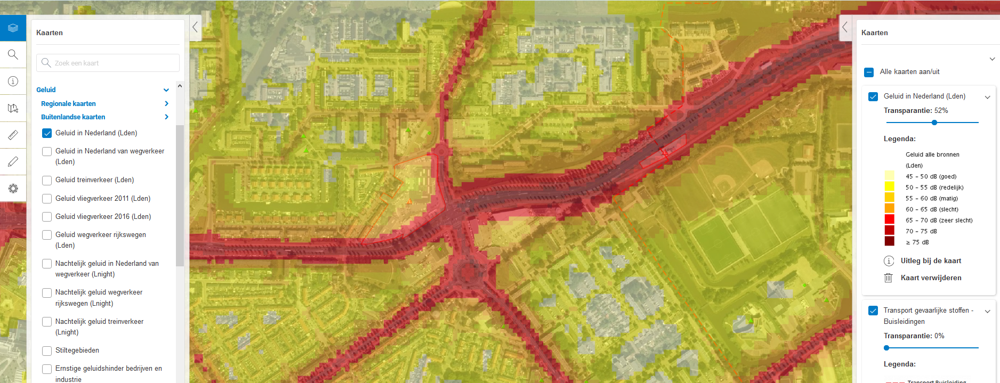 Kaarten
Zoek een kaart
Geluid
Regionale kaarten
Buitenlandse kaarten
Geluid in Nederland (Lden)
Geluid in Nederland van wegverkeer
(Lden)
Geluid treinverkeer (Lden)
Geluid vliegverkeer 2011 (Lden)
Geluid vliegverkeer 2016 (Lden)
Geluid wegverkeer rijkswegen
(Lden)
Nachtelijk geluid in Nederland van
wegverkeer (Lnight)
Nachtelijk geluid wegverkeer
rijkswegen (Lnight)
Nachtelijk geluid treinverkeer
(Lnight)
Stiltegebieden
Ernstige geluidshinder bedrijven en
industrie
Kaarten
Alle kaarten aan/uit
Geluid in Nederland (Lden)
Transparantie: 52%
Legenda:
Geluid alle bronnen
(Lden)
45 - 50 dB (goed)
50 - 55 dB (redelijk)
55 - 60 dB (matig)
60 - 65 dB (slecht)
65 - 70 dB (zeer slecht)
70 - 75 dB
≥ 75 dB
Uitleg bij de kaart
Kaart verwijderen
Transport gevaarlijke stoffen -
Buisleidingen
Transparantie: 0%
Legenda:
Transport Buisleiding